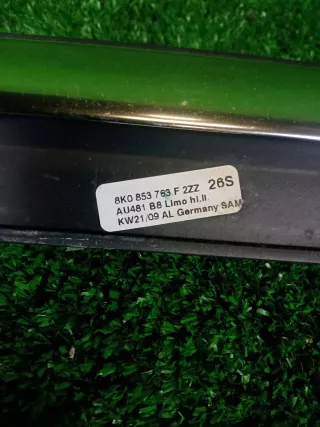 8K0 853 763 F 2ZZ 26S
AU481 B8 Limo hi.li.
KW21/09 AL Germany SAM